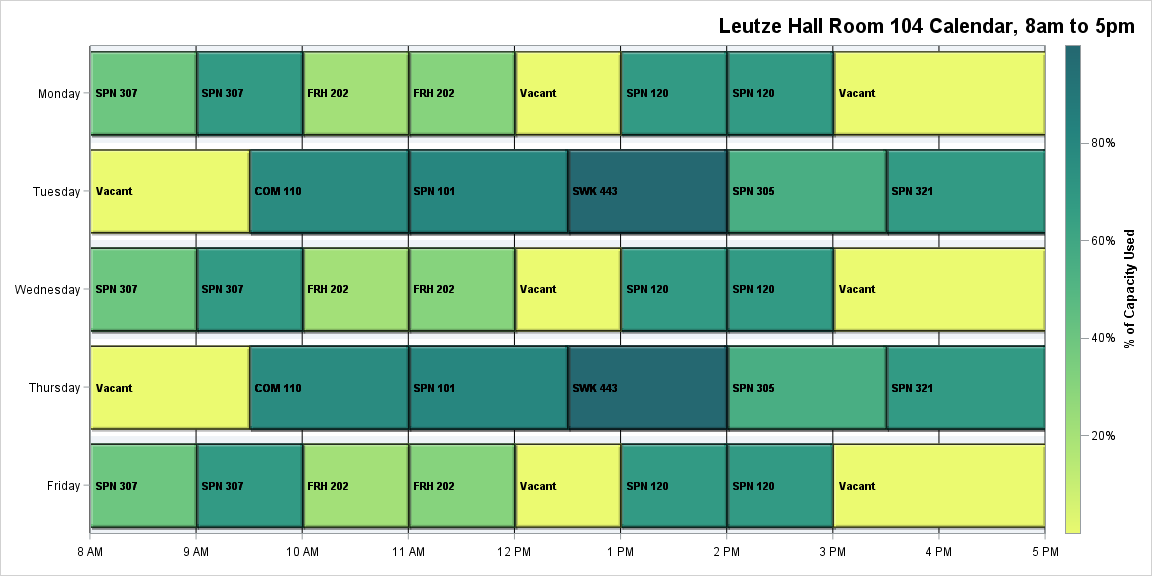 Leutze Hall Room 104 Calendar, 8am to 5pm
Monday SPN 307 SPN 307 FRH 202 FRH 202 Vacant SPN 120 SPN 120 Vacant
80%
Tuesday Vacant COM 110 SPN 101 SWK 443 SPN 305 SPN 321
60%
% of Capacity Used
Wednesday SPN 307 SPN 307 FRH 202 FRH 202 Vacant SPN 120 SPN 120 Vacant
40%
Thursday Vacant COM 110 SPN 101 SWK 443 SPN 305 SPN 321
20%
Friday SPN 307 SPN 307 FRH 202 FRH 202 Vacant SPN 120 SPN 120 Vacant
8 AM 9 AM 10 AM 11 AM 12 PM 1 PM 2 PM 3 PM 4 PM 5 PM